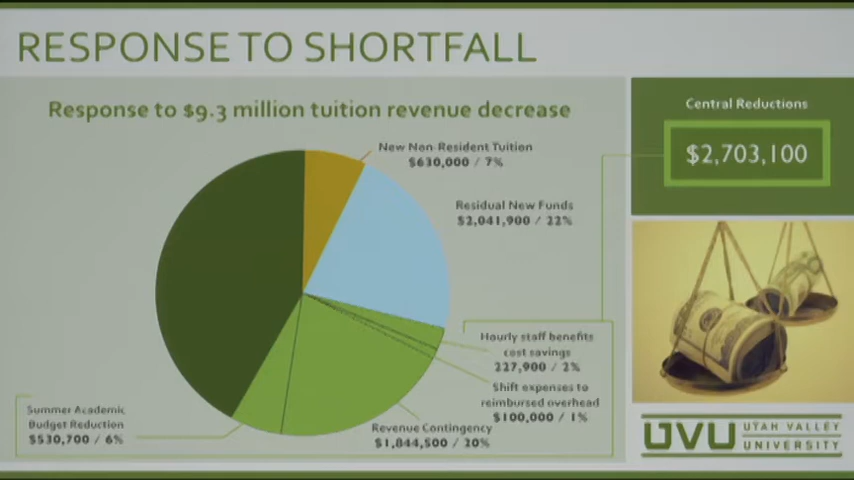 RESPONSE TO SHORTFALL
Response to $9.3 million tuition revenue decrease
New Non-Resident Tuition
$630,000 / 7%
Residual New Funds
$2,041,900 / 22%
Hourly staff benefits
cost savings
227,900 / 2%
Shift expenses to
reimbursed overhead
$100,000 / 1%
Revenue Contingency
$1,844,500 / 20%
Summer Academic
Budget Reduction
$530,700 / 6%
Central Reductions
$2,703,100
UVU UTAH VALLEY
UNIVERSITY